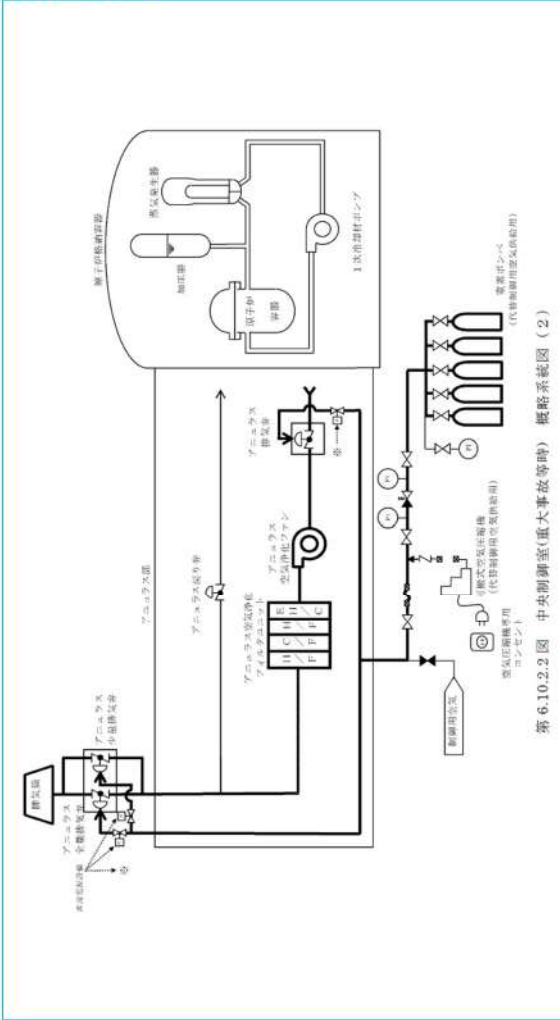 原子炉格納容器
蒸気発生器
加圧器
原子炉
容器
1次冷却材ポンプ
アニュラス部
アニュラス戻り弁
アニュラス
排気弁
アニュラス
空気浄化ファン
アニュラス空気浄化
フィルタユニット
排気筒
アニュラス
少量排気弁
アニュラス
全量排気弁
窒素ボンベ
(代替制御用空気供給用)
可搬式空気圧縮機
(代替制御用空気供給用)
空気圧縮機専用
コンセント
制御用空気
第 6.10.2.2 図 中央制御室(重大事故等時) 概略系統図 (2)